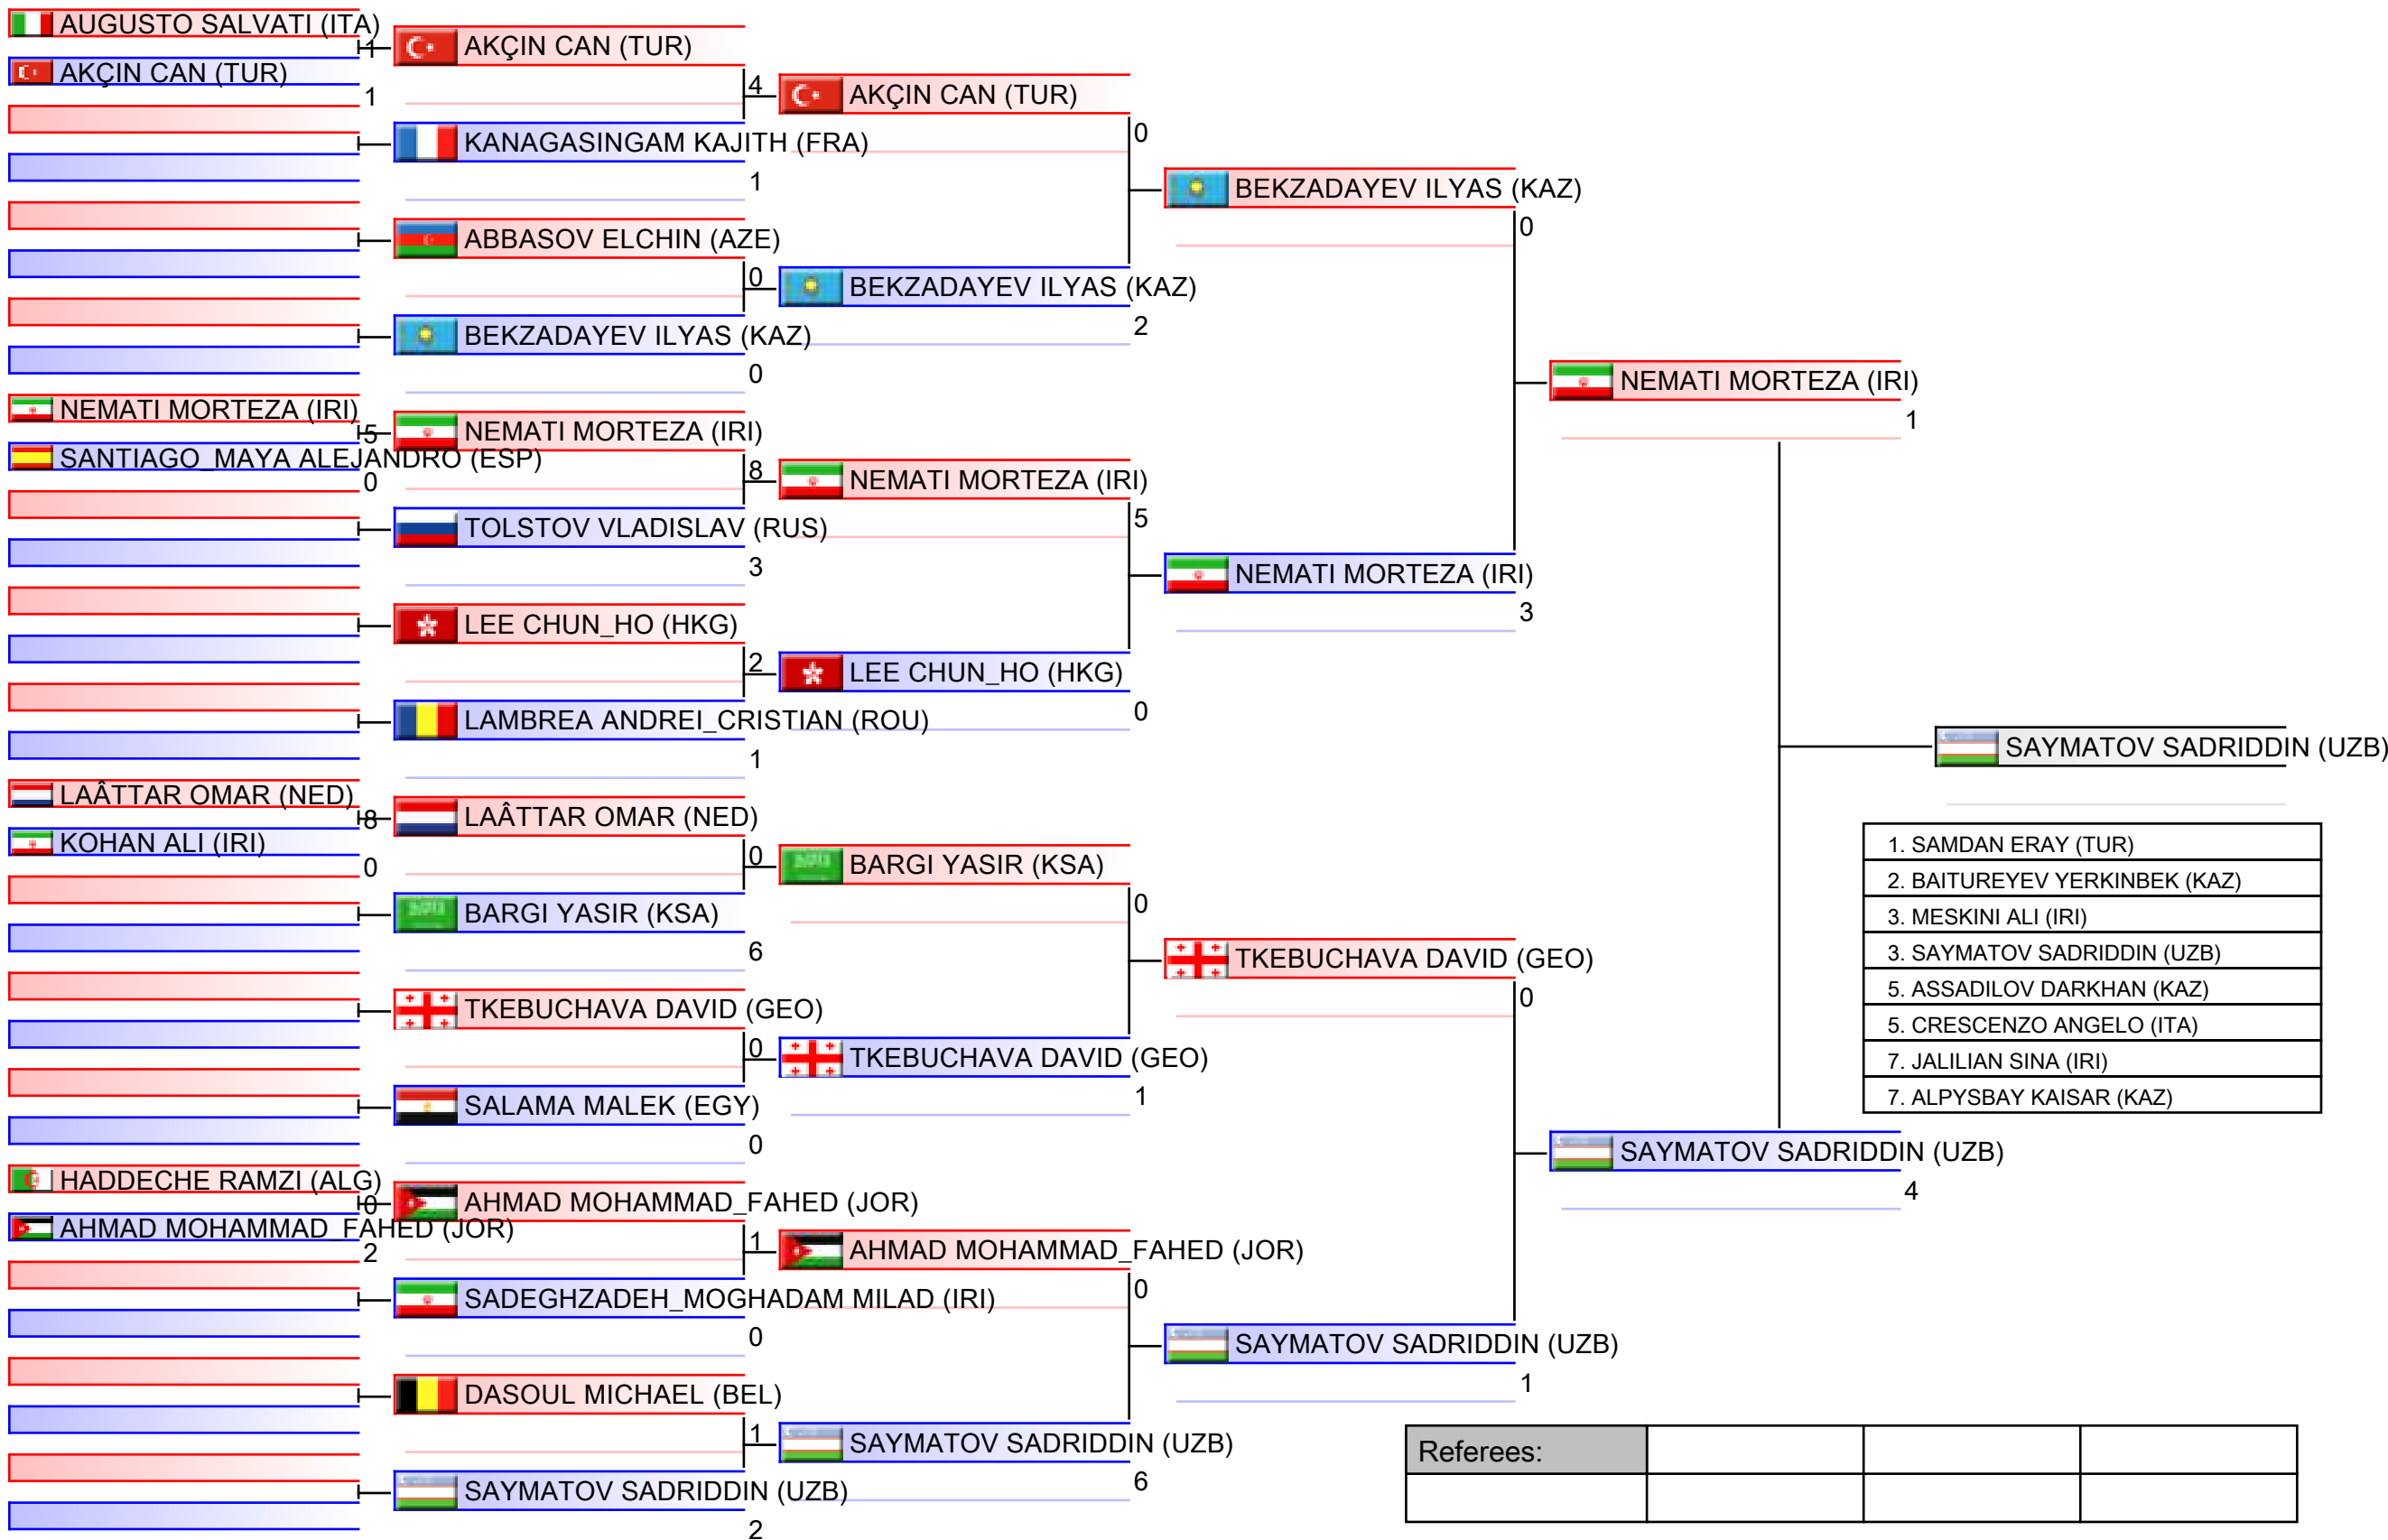 AUGUSTO SALVATI (ITA)
1
AKÇIN CAN (TUR)
1
NEMATI MORTEZA (IRI)
5
SANTIAGO_MAYA ALEJANDRO (ESP)
0
LAÂTTAR OMAR (NED)
8
KOHAN ALI (IRI)
0
HADDECHE RAMZI (ALG)
0
AHMAD MOHAMMAD_FAHED (JOR)
2
AKÇIN CAN (TUR)
4
KANAGASINGAM KAJITH (FRA)
1
ABBASOV ELCHIN (AZE)
0
BEKZADAYEV ILYAS (KAZ)
0
NEMATI MORTEZA (IRI)
8
TOLSTOV VLADISLAV (RUS)
3
LEE CHUN_HO (HKG)
2
LAMBREA ANDREI_CRISTIAN (ROU)
1
LAÂTTAR OMAR (NED)
0
BARGI YASIR (KSA)
6
TKEBUCHAVA DAVID (GEO)
0
SALAMA MALEK (EGY)
0
AHMAD MOHAMMAD_FAHED (JOR)
1
SADEGHZADEH_MOGHADAM MILAD (IRI)
0
DASOUL MICHAEL (BEL)
1
SAYMATOV SADRIDDIN (UZB)
2
AKÇIN CAN (TUR)
0
BEKZADAYEV ILYAS (KAZ)
2
NEMATI MORTEZA (IRI)
5
LEE CHUN_HO (HKG)
0
BARGI YASIR (KSA)
0
TKEBUCHAVA DAVID (GEO)
1
AHMAD MOHAMMAD_FAHED (JOR)
0
SAYMATOV SADRIDDIN (UZB)
6
BEKZADAYEV ILYAS (KAZ)
0
NEMATI MORTEZA (IRI)
3
TKEBUCHAVA DAVID (GEO)
0
SAYMATOV SADRIDDIN (UZB)
1
NEMATI MORTEZA (IRI)
1
SAYMATOV SADRIDDIN (UZB)
4
SAYMATOV SADRIDDIN (UZB)
1. SAMDAN ERAY (TUR)
2. BAITUREYEV YERKINBEK (KAZ)
3. MESKINI ALI (IRI)
3. SAYMATOV SADRIDDIN (UZB)
5. ASSADILOV DARKHAN (KAZ)
5. CRESCENZO ANGELO (ITA)
7. JALILIAN SINA (IRI)
7. ALPYSBAY KAISAR (KAZ)
Referees: